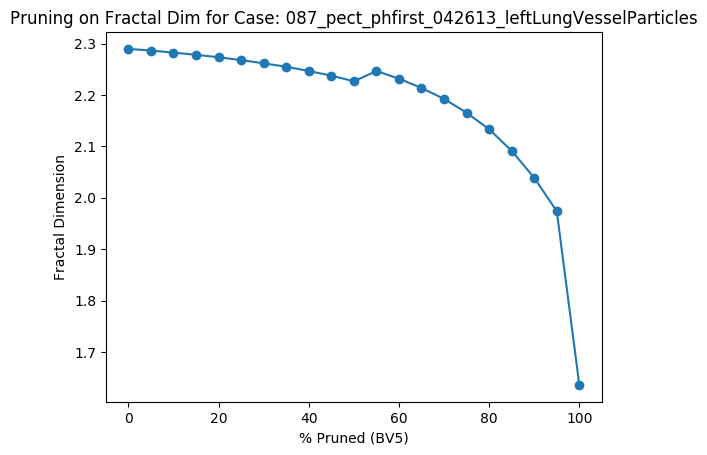 Pruning on Fractal Dim for Case: 087_pect_phfirst_042613_leftLungVesselParticles
2.3
2.2
2.1
2.0
1.9
1.8
1.7
Fractal Dimension
0 20 40 60 80 100
% Pruned (BV5)